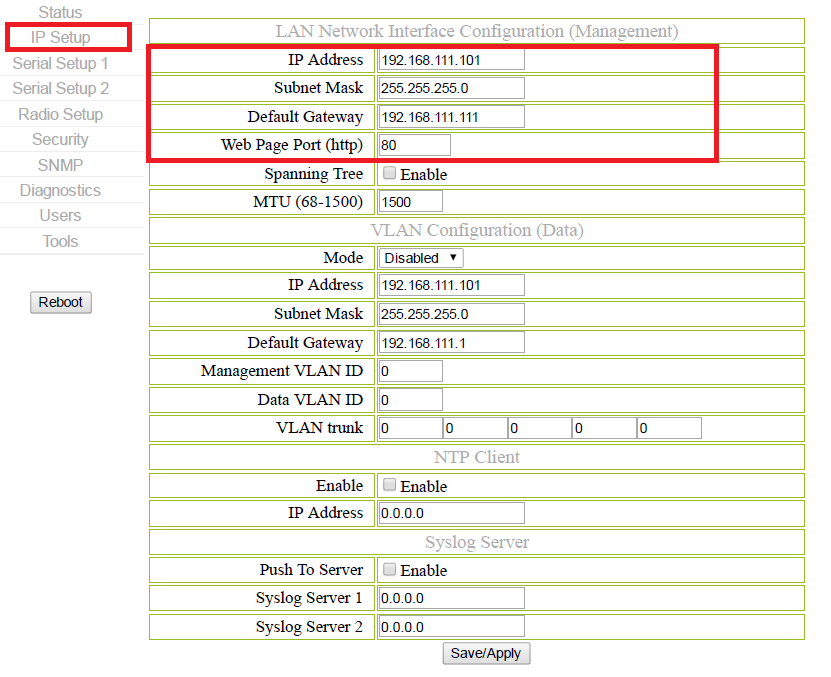 Status
IP Setup
Serial Setup 1
Serial Setup 2
Radio Setup
Security
SNMP
Diagnostics
Users
Tools
Reboot
LAN Network Interface Configuration (Management)
IP Address 192.168.111.101
Subnet Mask 255.255.255.0
Default Gateway 192.168.111.111
Web Page Port (http) 80
Spanning Tree Enable
MTU (68-1500) 1500
VLAN Configuration (Data)
Mode Disabled
IP Address 192.168.111.101
Subnet Mask 255.255.255.0
Default Gateway 192.168.111.1
Management VLAN ID 0
Data VLAN ID 0
VLAN trunk 0 0 0 0 0
NTP Client
Enable Enable
IP Address 0.0.0.0
Syslog Server
Push To Server Enable
Syslog Server 1 0.0.0.0
Syslog Server 2 0.0.0.0
Save/Apply